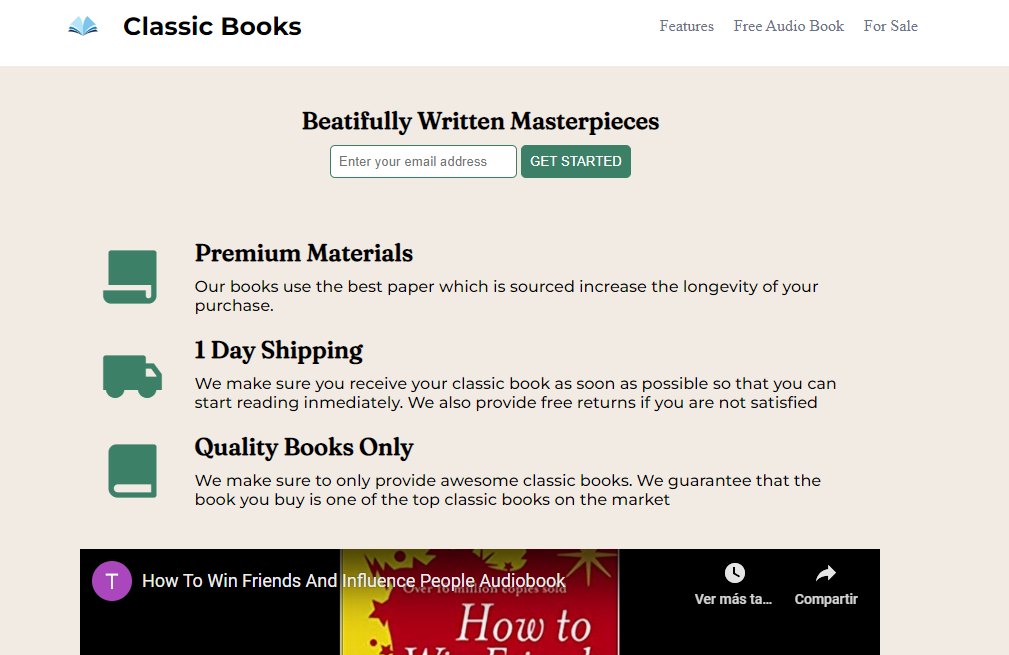 Classic Books
Features Free Audio Book For Sale
Beatifully Written Masterpieces
Enter your email address GET STARTED
Premium Materials
Our books use the best paper which is sourced increase the longevity of your
purchase.
1 Day Shipping
We make sure you receive your classic book as soon as possible so that you can
start reading inmediately. We also provide free returns if you are not satisfied
Quality Books Only
We make sure to only provide awesome classic books. We guarantee that the
book you buy is one of the top classic books on the market
T How To Win Friends And Influence People Audiobook
Ver más ta... Compartir
Over 16 million copies sold
How to
Win Friend